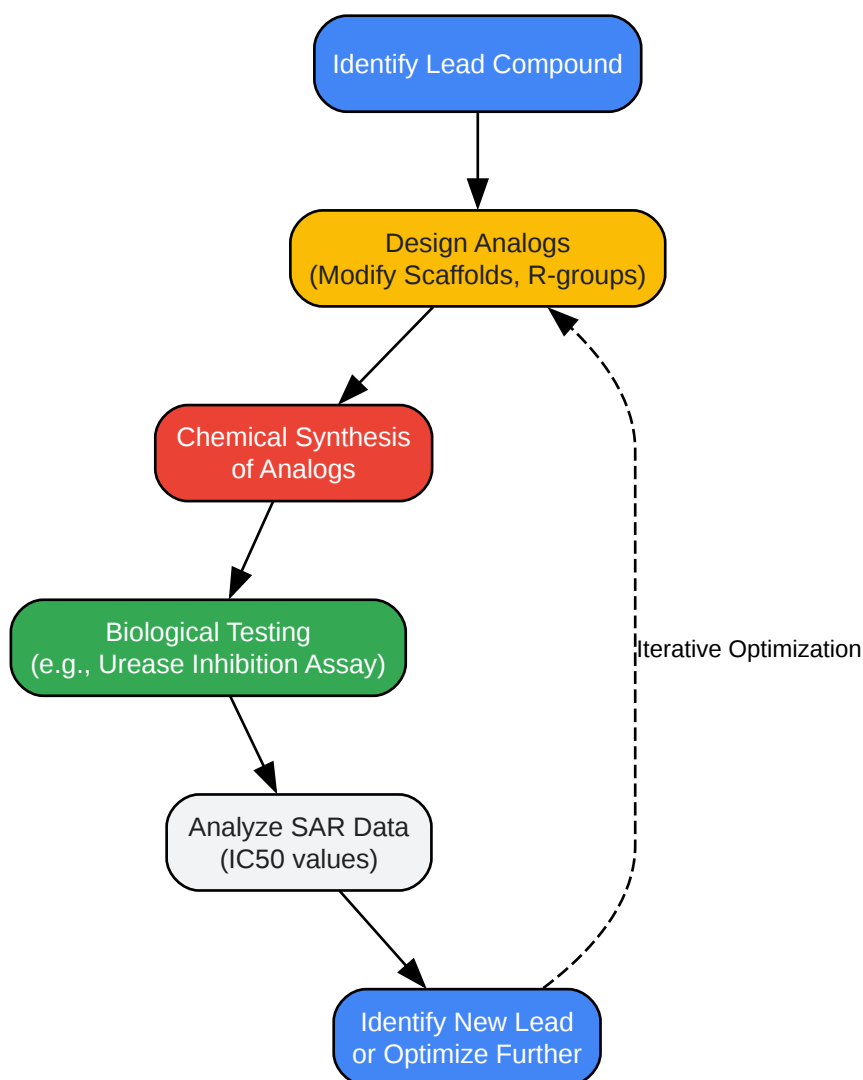 Identify Lead Compound
Design Analogs
(Modify Scaffolds, R-groups)
Chemical Synthesis
of Analogs
Biological Testing
(e.g., Urease Inhibition Assay)
Iterative Optimization
Analyze SAR Data
(IC50 values)
Identify New Lead
or Optimize Further